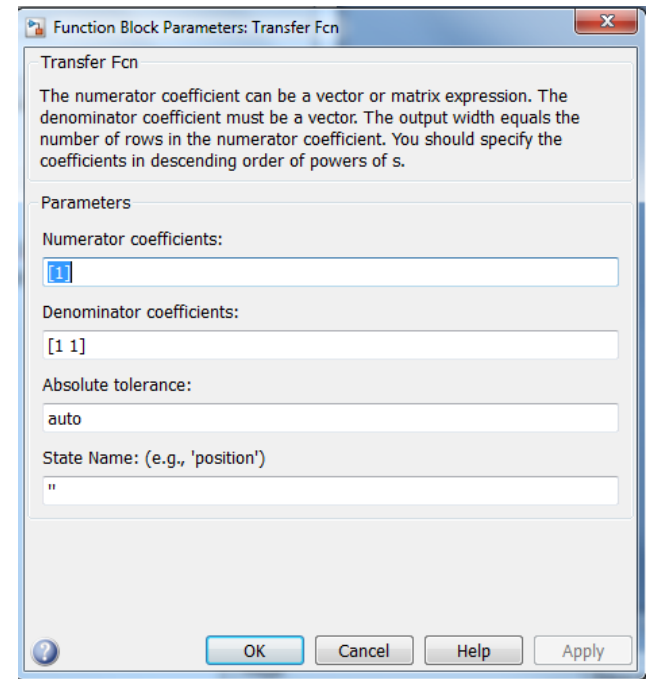 Function Block Parameters: Transfer Fcn
Transfer Fcn
The numerator coefficient can be a vector or matrix expression. The
denominator coefficient must be a vector. The output width equals the
number of rows in the numerator coefficient. You should specify the
coefficients in descending order of powers of s.
Parameters
Numerator coefficients:
[1]
Denominator coefficients:
[1 1]
Absolute tolerance:
auto
State Name: (e.g., 'position')
''
OK Cancel Help Apply